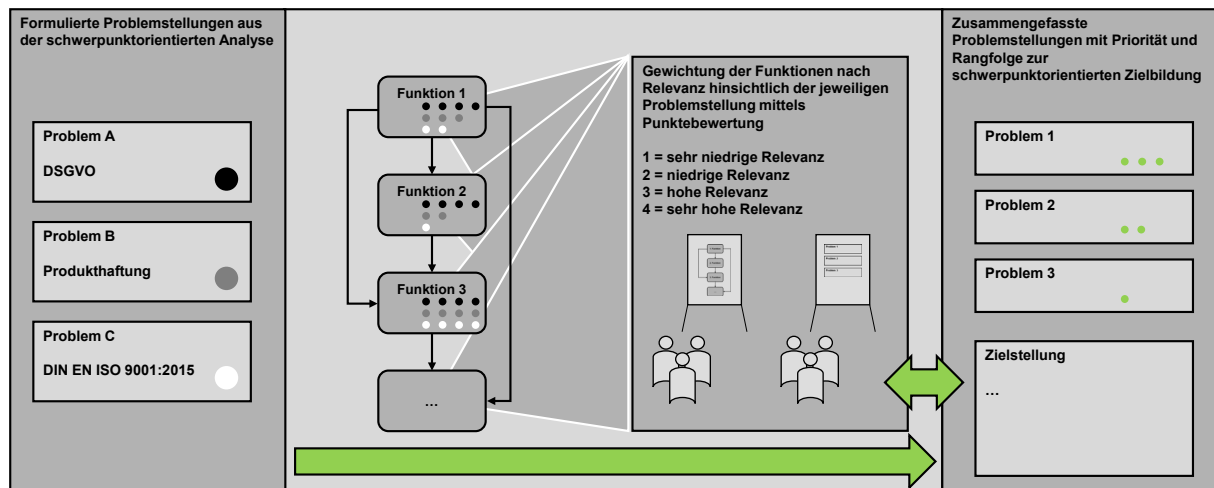 Formulierte Problemstellungen aus
der schwerpunktorientierten Analyse
Problem A
DSGVO
Problem B
Produkthaftung
Problem C
DIN EN ISO 9001:2015
Funktion 1
Funktion 2
Funktion 3
...
Gewichtung der Funktionen nach
Relevanz hinsichtlich der jeweiligen
Problemstellung mittels
Punktebewertung
1 = sehr niedrige Relevanz
2 = niedrige Relevanz
3 = hohe Relevanz
4 = sehr hohe Relevanz
Zusammengefasste
Problemstellungen mit Priorität und
Rangfolge zur
schwerpunktorientierten Zielbildung
Problem 1
Problem 2
Problem 3
Zielstellung
...